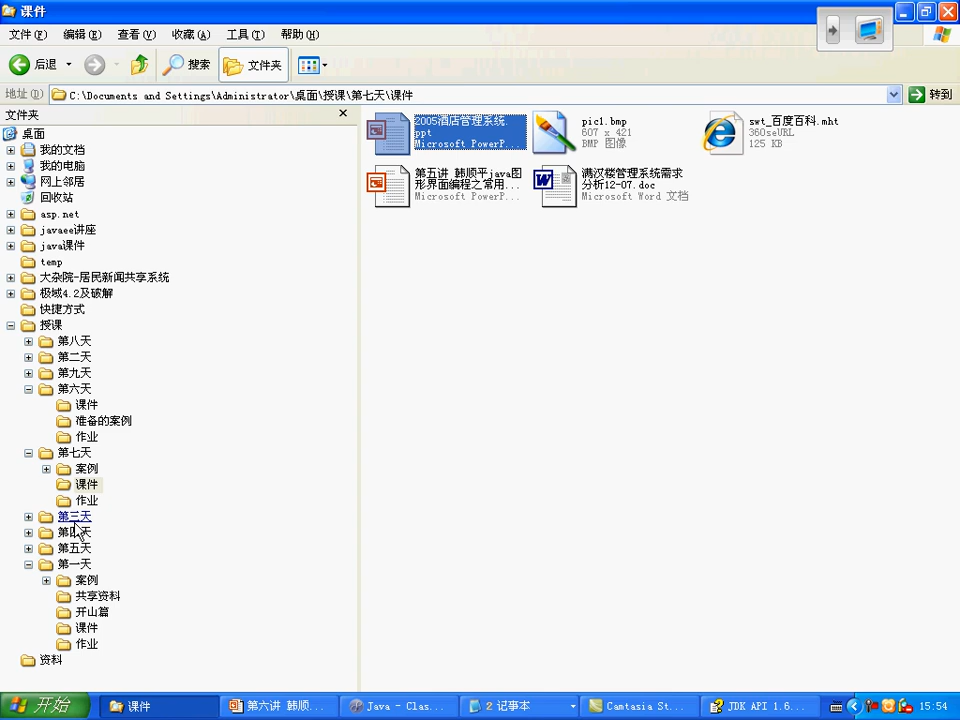 课件
文件(F) 编辑(E) 查看(V) 收藏(A) 工具(T) 帮助(H)
后退 搜索 文件夹
地址(D) C:\Documents and Settings\Administrator\桌面\授课\第七天\课件 转到
文件夹
桌面
我的文档
我的电脑
网上邻居
回收站
asp.net
javaee讲座
java课件
temp
大杂院-居民新闻共享系统
极域4.2及破解
快捷方式
授课
第八天
第二天
第九天
第六天
课件
准备的案例
作业
第七天
案例
课件
作业
第三天
第四天
第五天
第一天
案例
共享资料
开山篇
课件
作业
资料
2005酒店管理系统.
ppt
Microsoft PowerP...
pic1.bmp
607 x 421
BMP 图像
swt_百度百科.mht
360seURL
125 KB
第五讲 韩顺平java图
形界面编程之常用...
Microsoft PowerP...
满汉楼管理系统需求
分析12-07.doc
Microsoft Word 文档
开始 课件 第六讲 韩顺... Java - Clas... 2 记事本 Camtasia St... JDK API 1.6... 15:54